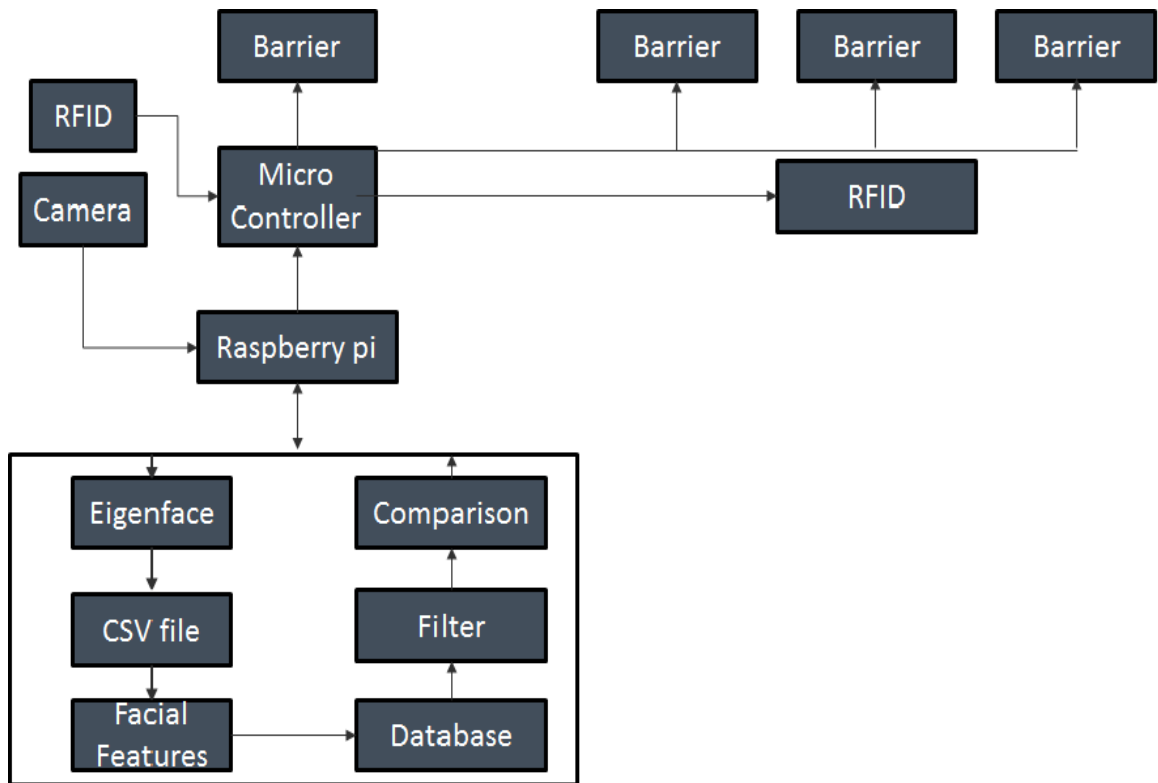 Barrier
Barrier
Barrier
Barrier
RFID
Micro
Controller
Camera
RFID
Raspberry pi
Eigenface
Comparison
CSV file
Filter
Facial
Features
Database